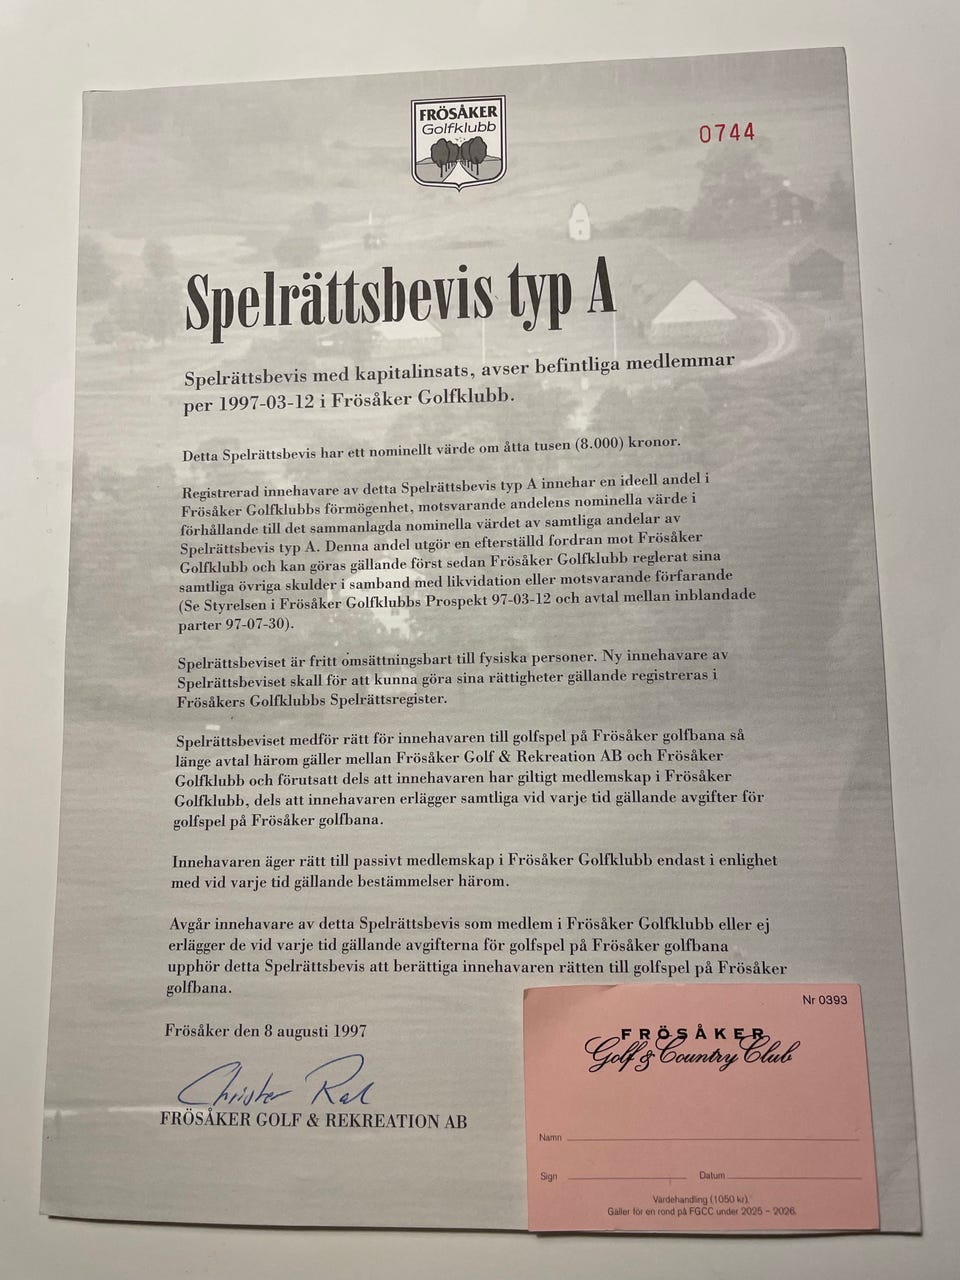 FRÖSÅKER
Golfklubb
0744
Spelrättsbevis typ A
Spelrättsbevis med kapitalinsats, avser befintliga medlemmar
per 1997-03-12 i Frösåker Golfklubb.
Detta Spelrättsbevis har ett nominellt värde om åtta tusen (8.000) kronor.
Registrerad innehavare av detta Spelrättsbevis typ A innehar en ideell andel i
Frösåker Golfklubbs förmögenhet, motsvarande andelens nominella värde i
förhållande till det sammanlagda nominella värdet av samtliga andelar av
Spelrättsbevis typ A. Denna andel utgör en efterställd fordran mot Frösåker
Golfklubb och kan göras gällande först sedan Frösåker Golfklubb reglerat sina
samtliga övriga skulder i samband med likvidation eller motsvarande förfarande
(Se Styrelsen i Frösåker Golfklubbs Prospekt 97-03-12 och avtal mellan inblandade
parter 97-07-30).
Spelrättsbeviset är fritt omsättningsbart till fysiska personer. Ny innehavare av
Spelrättsbeviset skall för att kunna göra sina rättigheter gällande registreras i
Frösåkers Golfklubbs Spelrättsregister.
Spelrättsbeviset medför rätt för innehavaren till golfspel på Frösåker golfbana så
länge avtal härom gäller mellan Frösåker Golf & Rekreation AB och Frösåker
Golfklubb och förutsatt dels att innehavaren har giltigt medlemskap i Frösåker
Golfklubb, dels att innehavaren erlägger samtliga vid varje tid gällande avgifter för
golfspel på Frösåker golfbana.
Innehavaren äger rätt till passivt medlemskap i Frösåker Golfklubb endast i enlighet
med vid varje tid gällande bestämmelser härom.
Avgår innehavare av detta Spelrättsbevis som medlem i Frösåker Golfklubb eller ej
erlägger de vid varje tid gällande avgifterna för golfspel på Frösåker golfbana
upphör detta Spelrättsbevis att berättiga innehavaren rätten till golfspel på Frösåker
golfbana.
Frösåker den 8 augusti 1997
Christer
FRÖSÅKER GOLF & REKREATION AB
Nr 0393
FRÖSÅKER
Golf & Country Club
Namn
Sign Datum
Värdehandling (1050 kr).
Gäller för en rond på FGCC under 2025 – 2026.